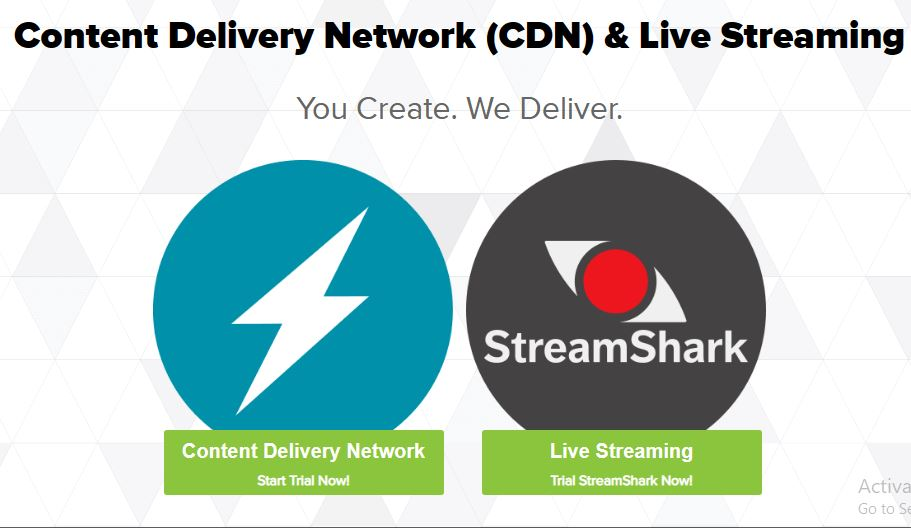 Content Delivery Network (CDN) & Live Streaming
You Create. We Deliver.
StreamShark
Content Delivery Network
Start Trial Now!
Live Streaming
Trial StreamShark Now!
Activa
Go to Se